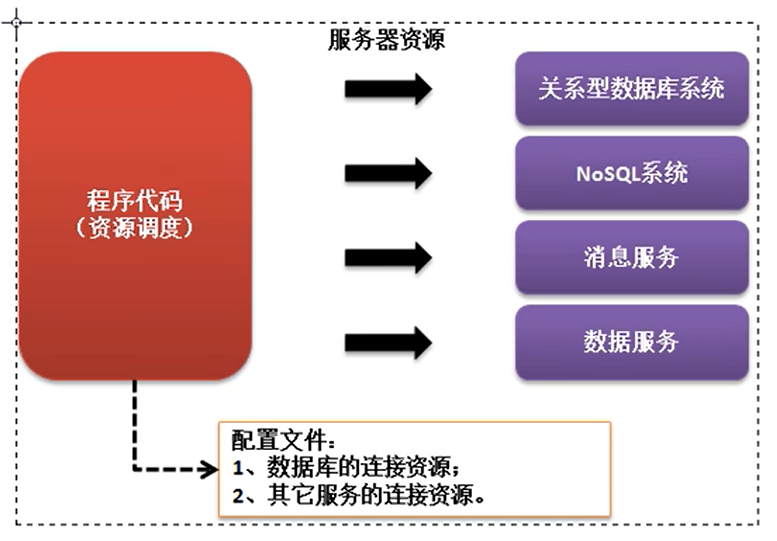 服务器资源
程序代码
（资源调度）
关系型数据库系统
NoSQL系统
消息服务
数据服务
配置文件：
1、数据库的连接资源；
2、其它服务的连接资源。